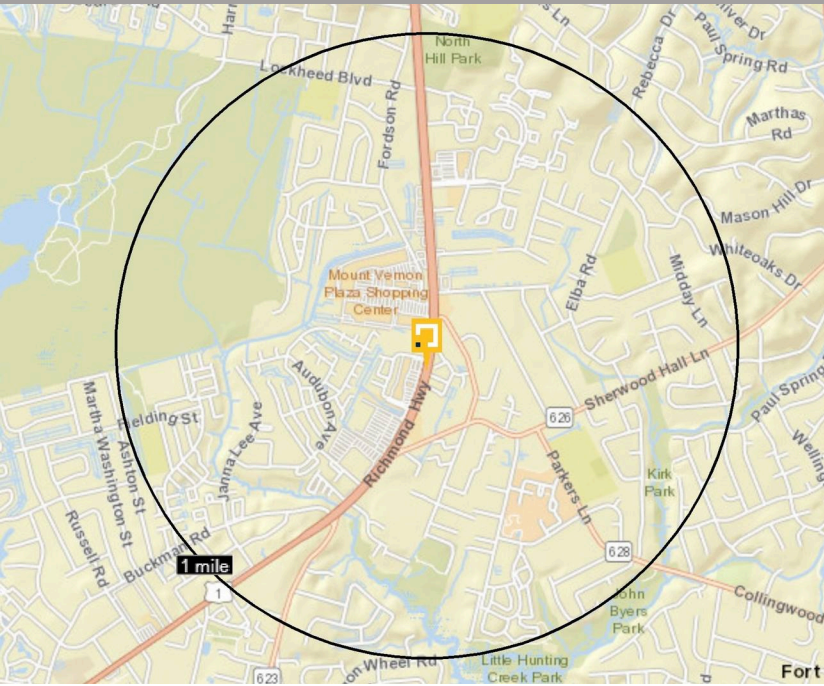 North
Hill Park
Lockheed Blvd
Fordson Rd
Rebecca Dr
Paul Spring Rd
Marthas
Rd
Mason Hill Dr
Whiteoaks Dr
Midday Ln
Elba Rd
Mount Vernon
Plaza Shopping
Center
Sherwood Hall Ln
626
Audubon Ave
Richmond Hwy
Fielding St
Janna Lee Ave
Martha Washington St
Ashton St
Russell Rd
Buckman Rd
Parkers Ln
Kirk
Park
628
1 mile
1
John
Byers
Park
Collingwood
Little Hunting
Creek Park
623
Fort